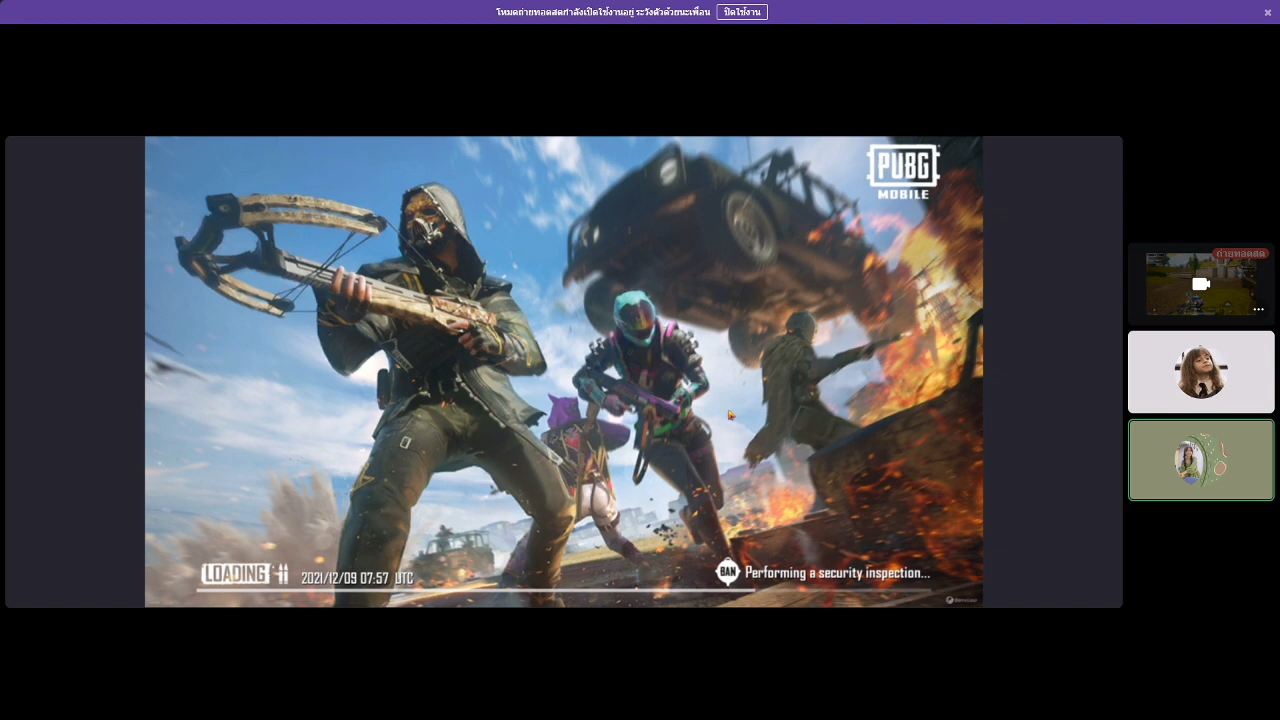 โหมดถ่ายทอดสดกำลังเปิดใช้งานอยู่ ระวังตัวด้วยนะเพื่อน ปิดใช้งาน
PUBG
MOBILE
ถ่ายทอดสด
LOADING
2021/12/09 07:57 UTC
BAN Performing a security inspection...